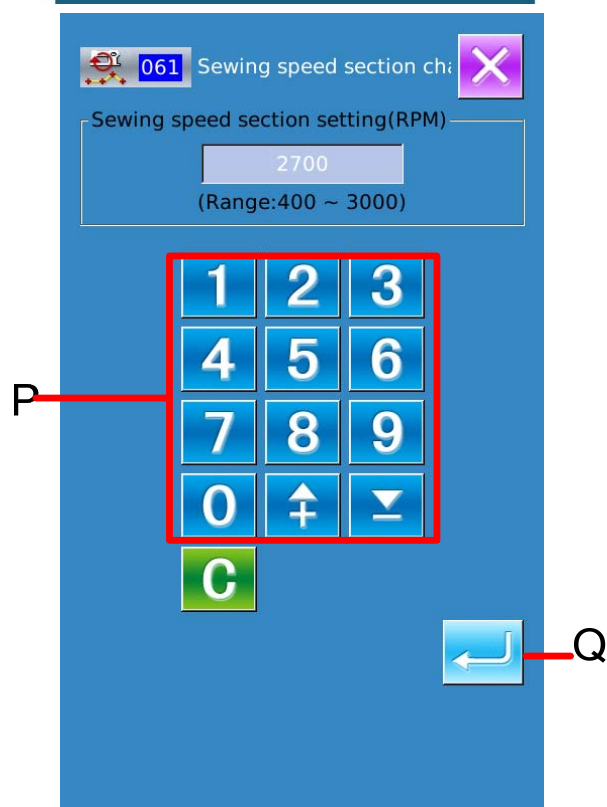 061 Sewing speed section cha
Sewing speed section setting(RPM)
2700
(Range:400 ~ 3000)
1 2 3
4 5 6
P
7 8 9
0
C
Q